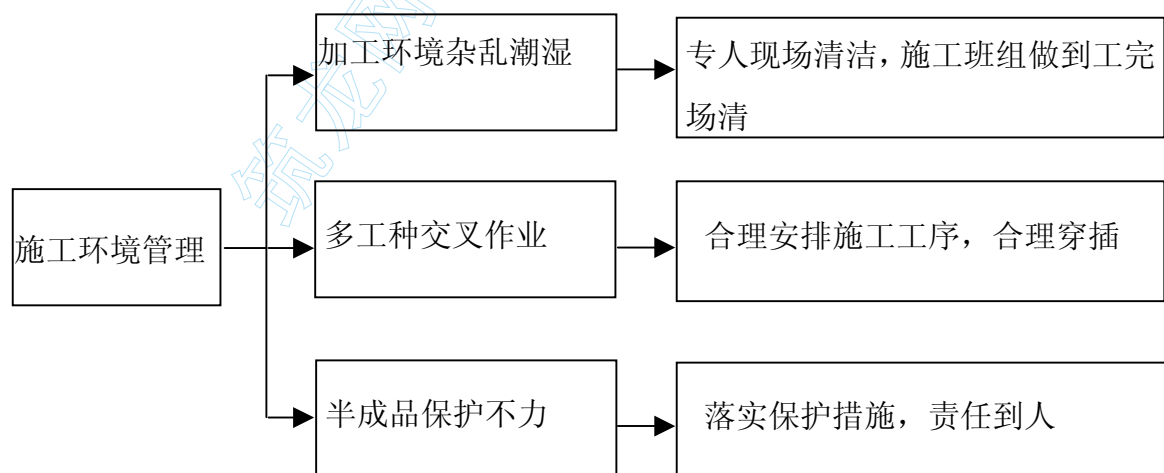 加工环境杂乱潮湿
专人现场清洁，施工班组做到工完
场清
施工环境管理
多工种交叉作业
合理安排施工工序，合理穿插
半成品保护不力
落实保护措施，责任到人
筑龙网